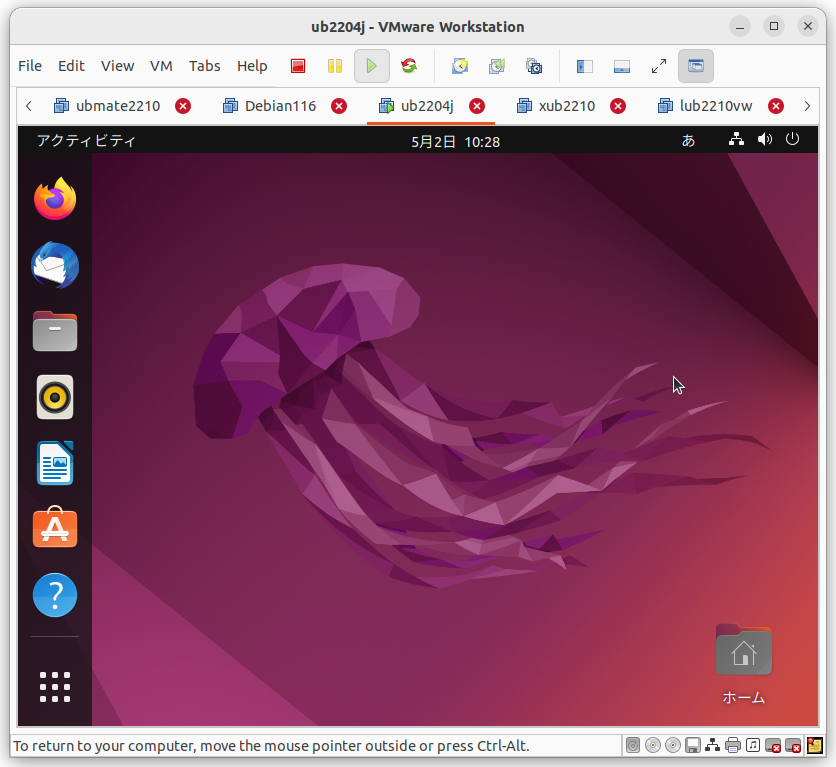 ub2204j - VMware Workstation
File Edit View VM Tabs Help
ubmate2210 Debian116 ub2204j xub2210 lub2210vw
アクティビティ 5月2日 10:28 あ
?
ホーム
To return to your computer, move the mouse pointer outside or press Ctrl-Alt.